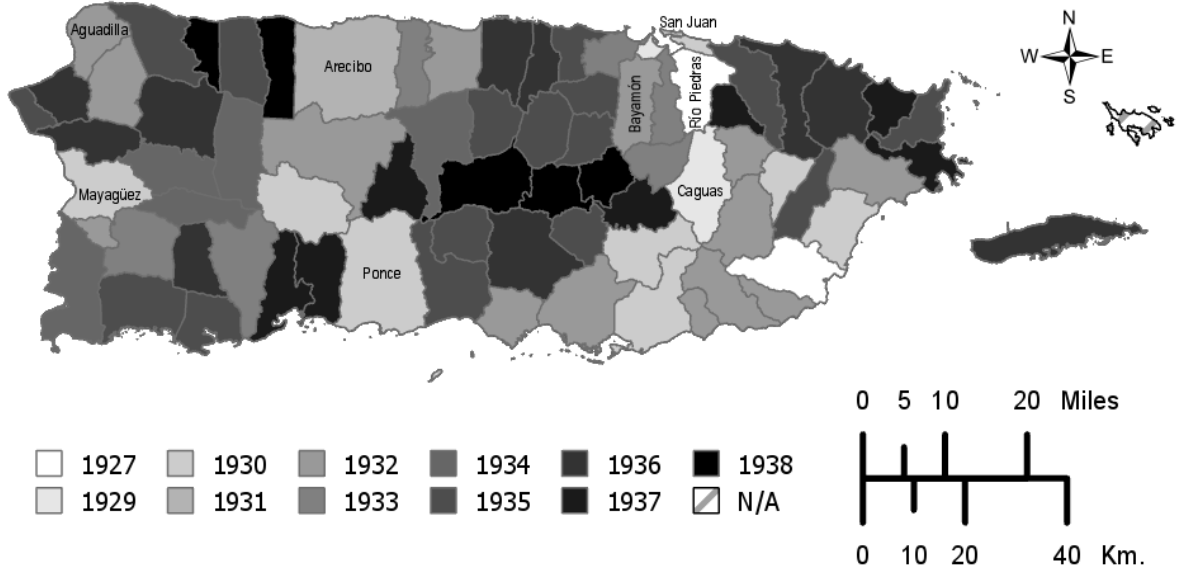 San Juan
Aguadilla
Arecibo
Bayamón
Río Piedras
Mayagüez
Caguas
Ponce
N
W E
S
0 5 10 20 Miles
0 10 20 40 Km.
1927 1930 1932 1934 1936 1938
1929 1931 1933 1935 1937 N/A